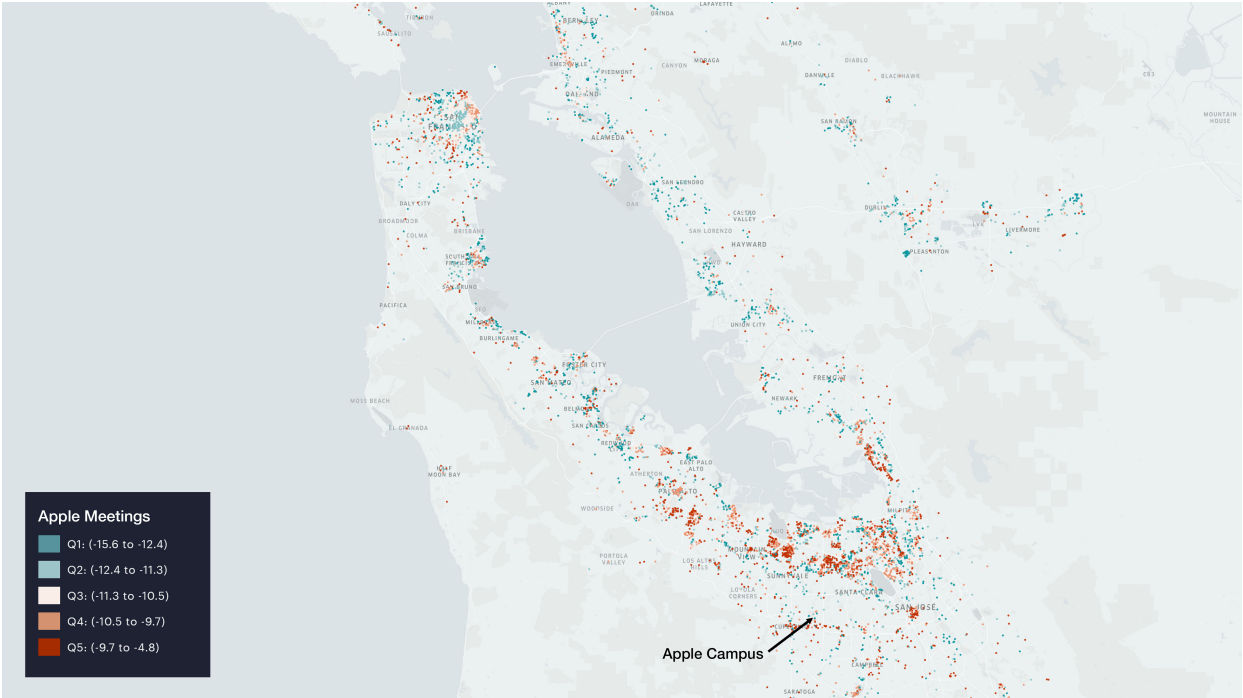 ALBANY
LAFAYETTE
ORINDA
TIBURON
BERKELEY
SAUSALITO
ALAMO
EMERYVILLE
PIEDMONT
CANYON
MORAGA
DIABLO
DANVILLE
BLACKHAWK
OAKLAND
MOUNTAIN
HOUSE
SAN
FRANCISCO
SAN RAMON
ALAMEDA
SAN LEANDRO
OAK
DALY CITY
DUBLIN
CASTRO
VALLEY
BROADMOOR
LVK
LIVERMORE
BRISBANE
SAN LORENZO
COLMA
HAYWARD
PLEASANTON
SOUTH SAN
FRANCISCO
SAN BRUNO
PACIFICA
SFO
MILLBRAE
UNION CITY
BURLINGAME
FOSTER CITY
FREMONT
SAN MATEO
NEWARK
MOSS BEACH
BELMONT
EL GRANADA
SAN CARLOS
REDWOOD
CITY
EAST PALO
ALTO
HALF
MOON BAY
ATHERTON
PALO ALTO
WOODSIDE
MILPITAS
MOUNTAIN
VIEW
PORTOLA
VALLEY
LOS ALTOS
HILLS
SUNNYVALE
LOYOLA
CORNERS
SANTA CLARA
SAN JOSE
CUPERTINO
Apple Campus
CAMPBELL
SARATOGA
Apple Meetings
Q1: (-15.6 to -12.4)
Q2: (-12.4 to -11.3)
Q3: (-11.3 to -10.5)
Q4: (-10.5 to -9.7)
Q5: (-9.7 to -4.8)